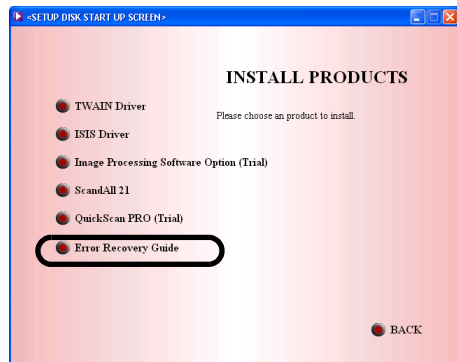 <SETUP DISK START UP SCREEN>
INSTALL PRODUCTS
Please choose an product to install.
TWAIN Driver
ISIS Driver
Image Processing Software Option (Trial)
ScandAll 21
QuickScan PRO (Trial)
Error Recovery Guide
BACK